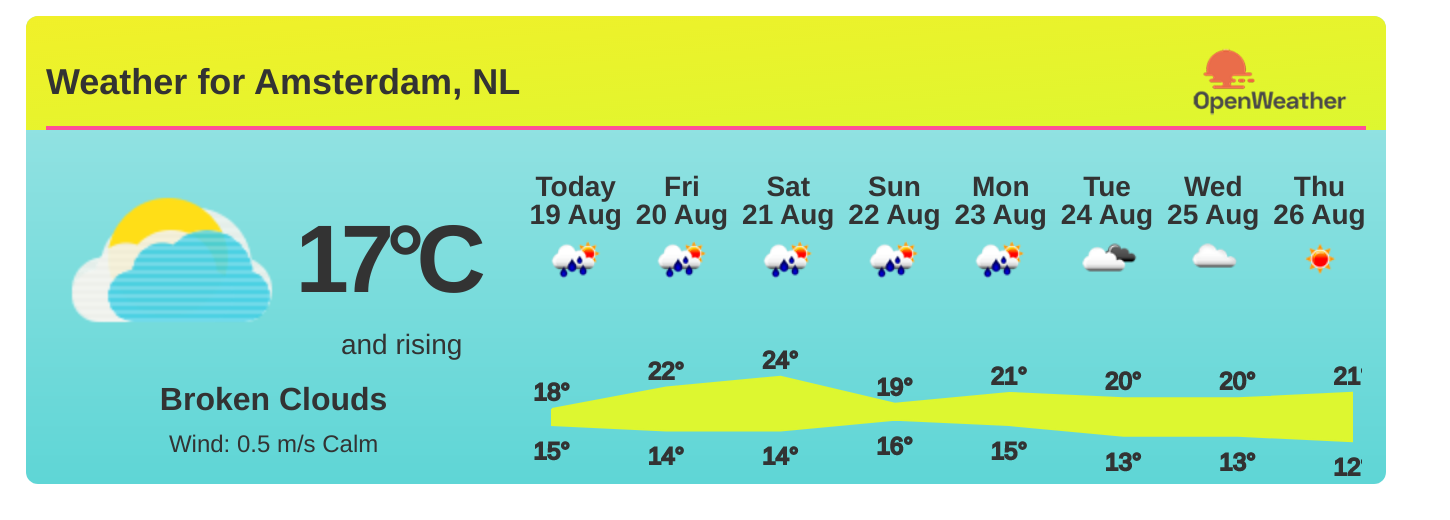 Weather for Amsterdam, NL
OpenWeather
17°C
and rising
Broken Clouds
Wind: 0.5 m/s Calm
Today Fri Sat Sun Mon Tue Wed Thu
19 Aug 20 Aug 21 Aug 22 Aug 23 Aug 24 Aug 25 Aug 26 Aug
18° 22° 24° 19° 21° 20° 20° 21°
15° 14° 14° 16° 15° 13° 13° 12°